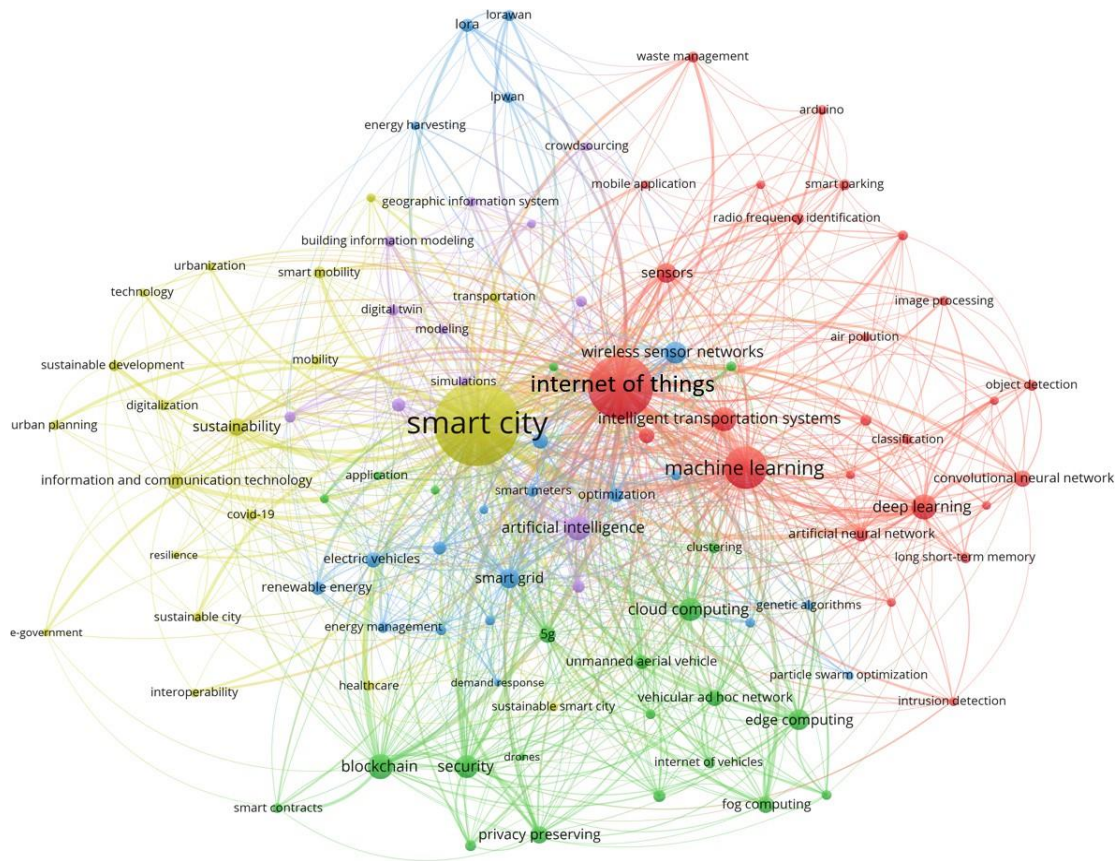 lorawan
lora
waste management
lpwan
arduino
energy harvesting
crowdsourcing
mobile application
smart parking
geographic information system
radio frequency identification
building information modeling
urbanization
smart mobility
sensors
technology
transportation
image processing
digital twin
modeling
air pollution
wireless sensor networks
mobility
sustainable development
simulations
internet of things
object detection
digitalization
smart city
intelligent transportation systems
urban planning
sustainability
classification
machine learning
application
information and communication technology
convolutional neural network
smart meters
optimization
deep learning
covid-19
artificial intelligence
artificial neural network
clustering
resilience
electric vehicles
long short-term memory
smart grid
renewable energy
cloud computing
genetic algorithms
sustainable city
energy management
e-government
5g
unmanned aerial vehicle
particle swarm optimization
demand response
healthcare
interoperability
vehicular ad hoc network
intrusion detection
sustainable smart city
edge computing
drones
internet of vehicles
blockchain
security
fog computing
smart contracts
privacy preserving